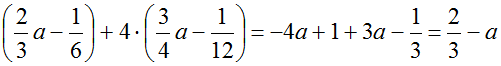 (2/3 a − 1/6) + 4 · (3/4 a − 1/12) = −4a + 1 + 3a − 1/3 = 2/3 − a